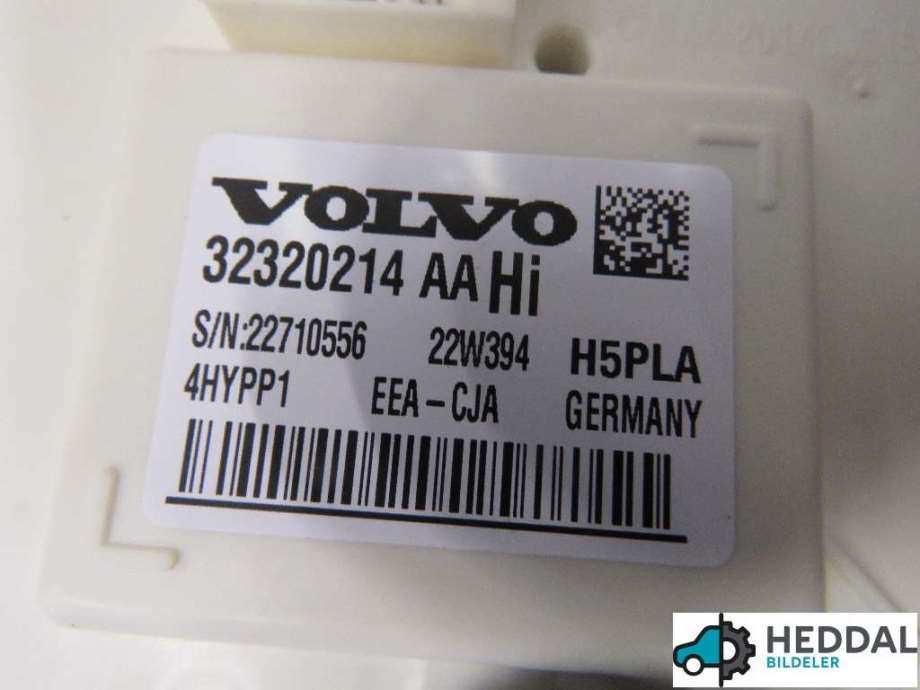 VOLVO
32320214 AA Hi
S/N:22710556 22W394 H5PLA
4HYPP1 EEA-CJA GERMANY
HEDDAL
BILDELER